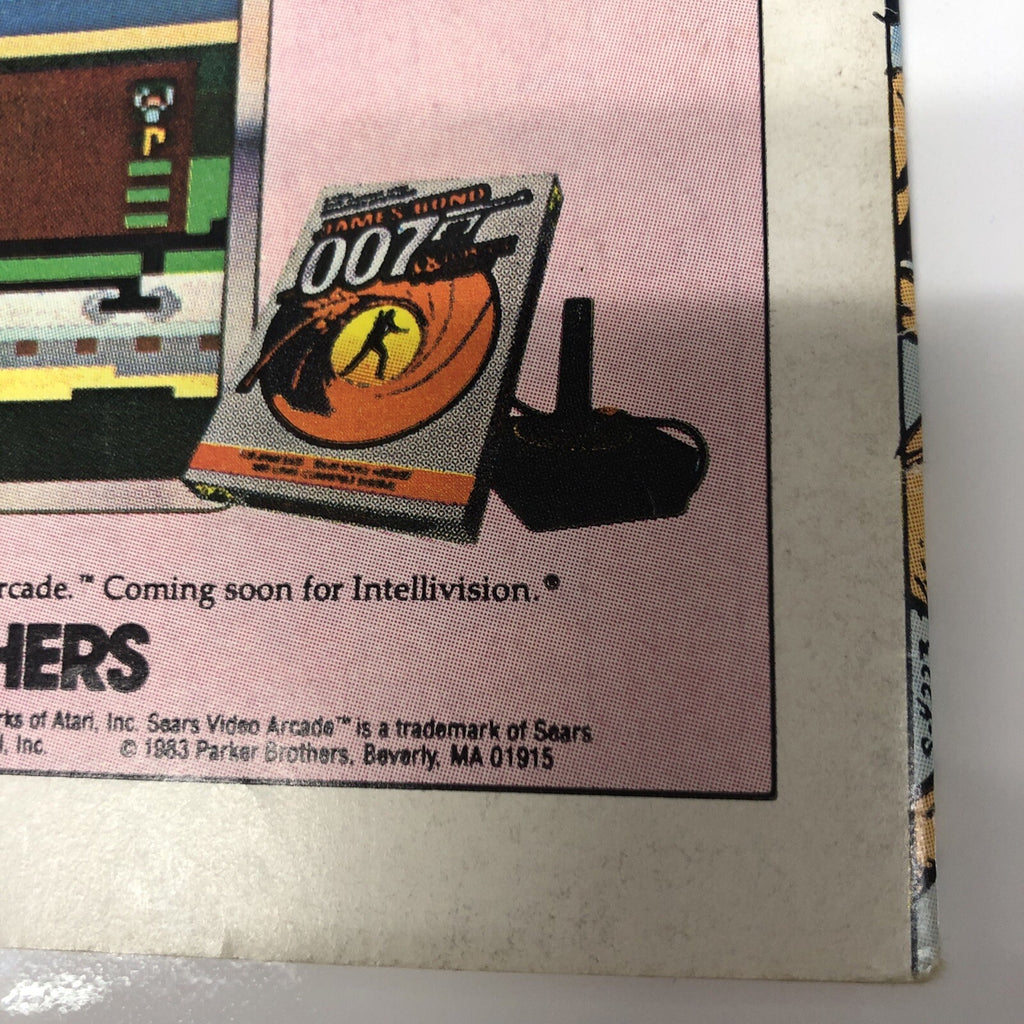 JAMES BOND
007
rcade.™ Coming soon for Intellivision.®
HERS
rks of Atari, Inc. Sears Video Arcade™ is a trademark of Sears
l, Inc. © 1983 Parker Brothers, Beverly, MA 01915